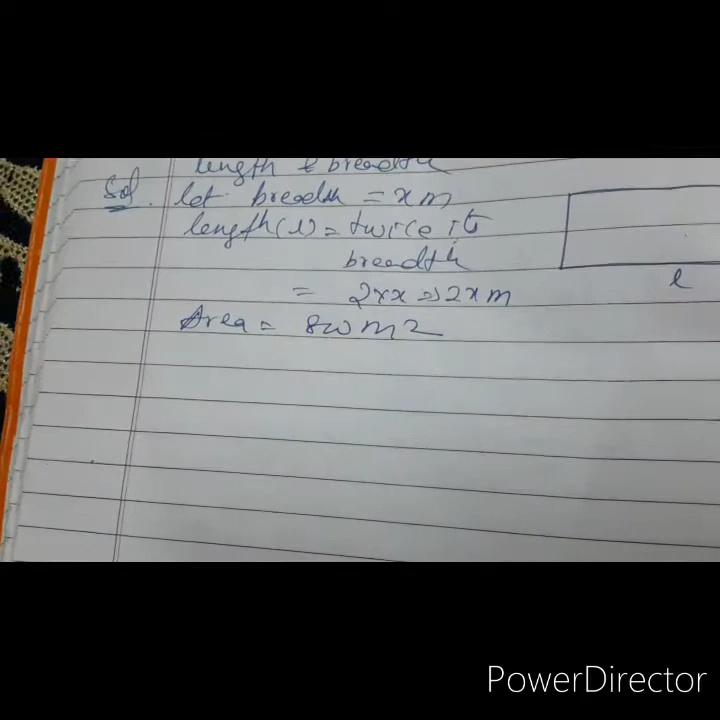 length & breadth
Sol. let breadth = x m
length (l) = twice its
breadth
= 2 x x => 2x m
l
Area = 800 m2
PowerDirector